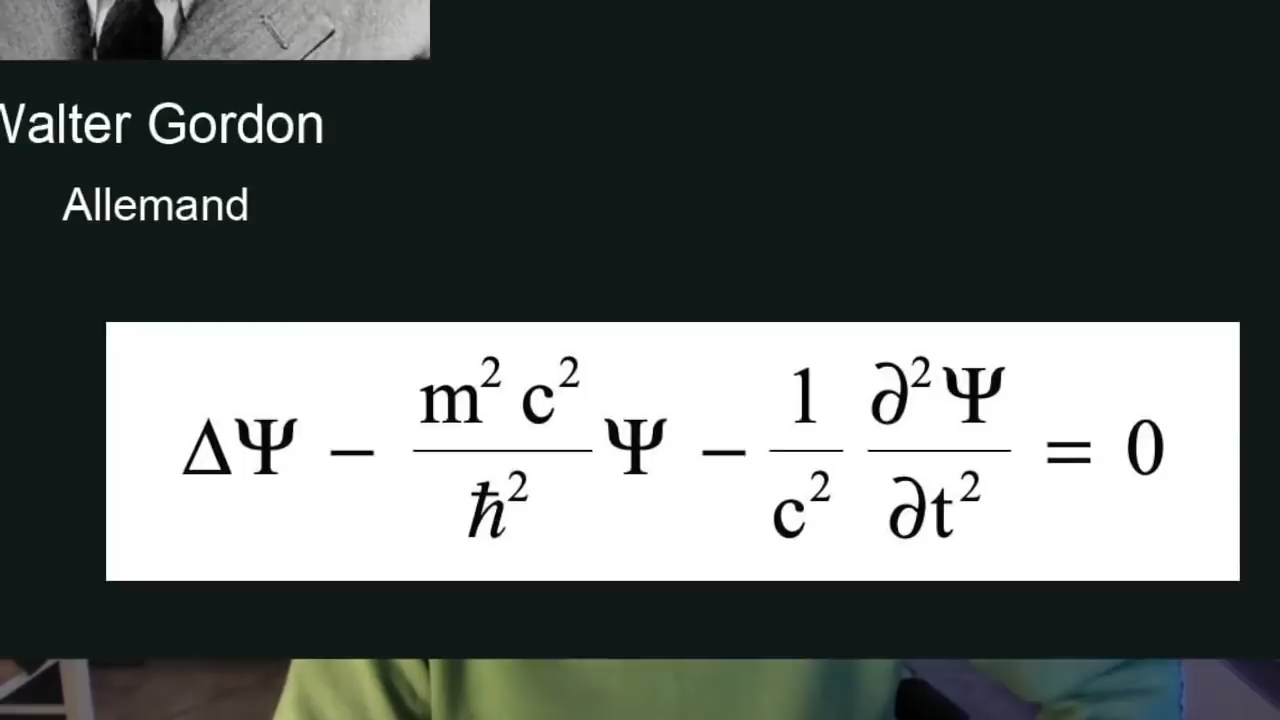 Walter Gordon
Allemand
ΔΨ − m² c² / ħ² Ψ − 1 / c² ∂²Ψ / ∂t² = 0